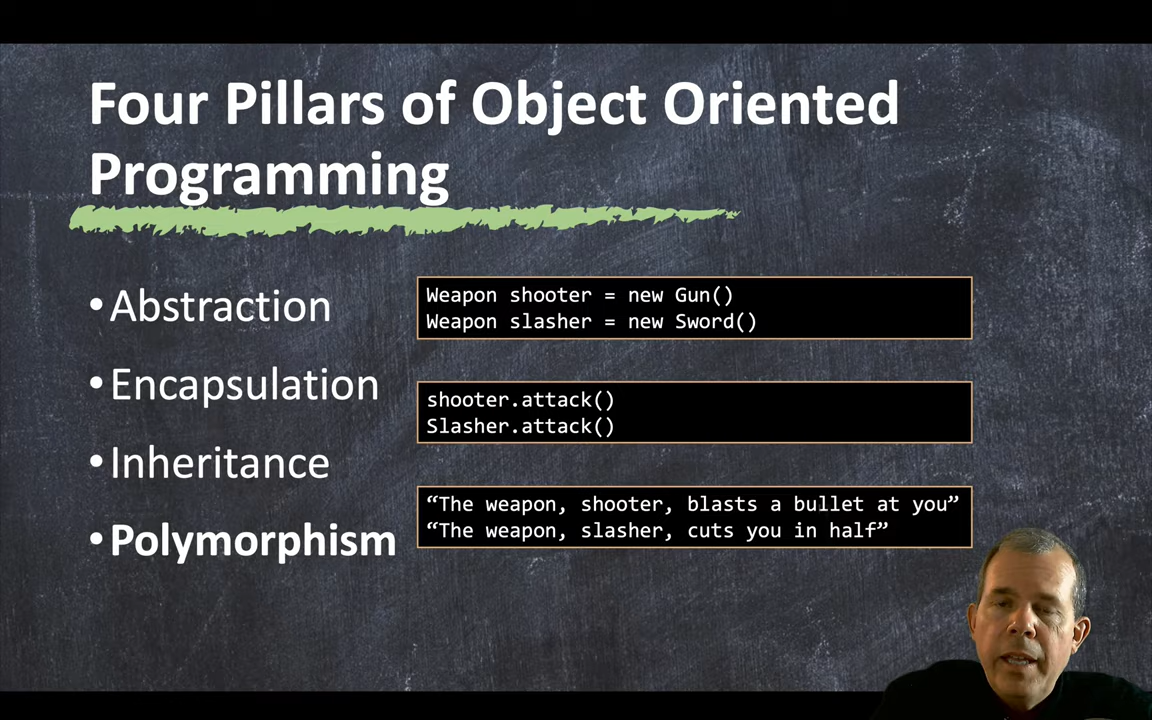 Four Pillars of Object Oriented
Programming
•Abstraction
•Encapsulation
•Inheritance
•Polymorphism
Weapon shooter = new Gun()
Weapon slasher = new Sword()
shooter.attack()
Slasher.attack()
“The weapon, shooter, blasts a bullet at you”
“The weapon, slasher, cuts you in half”